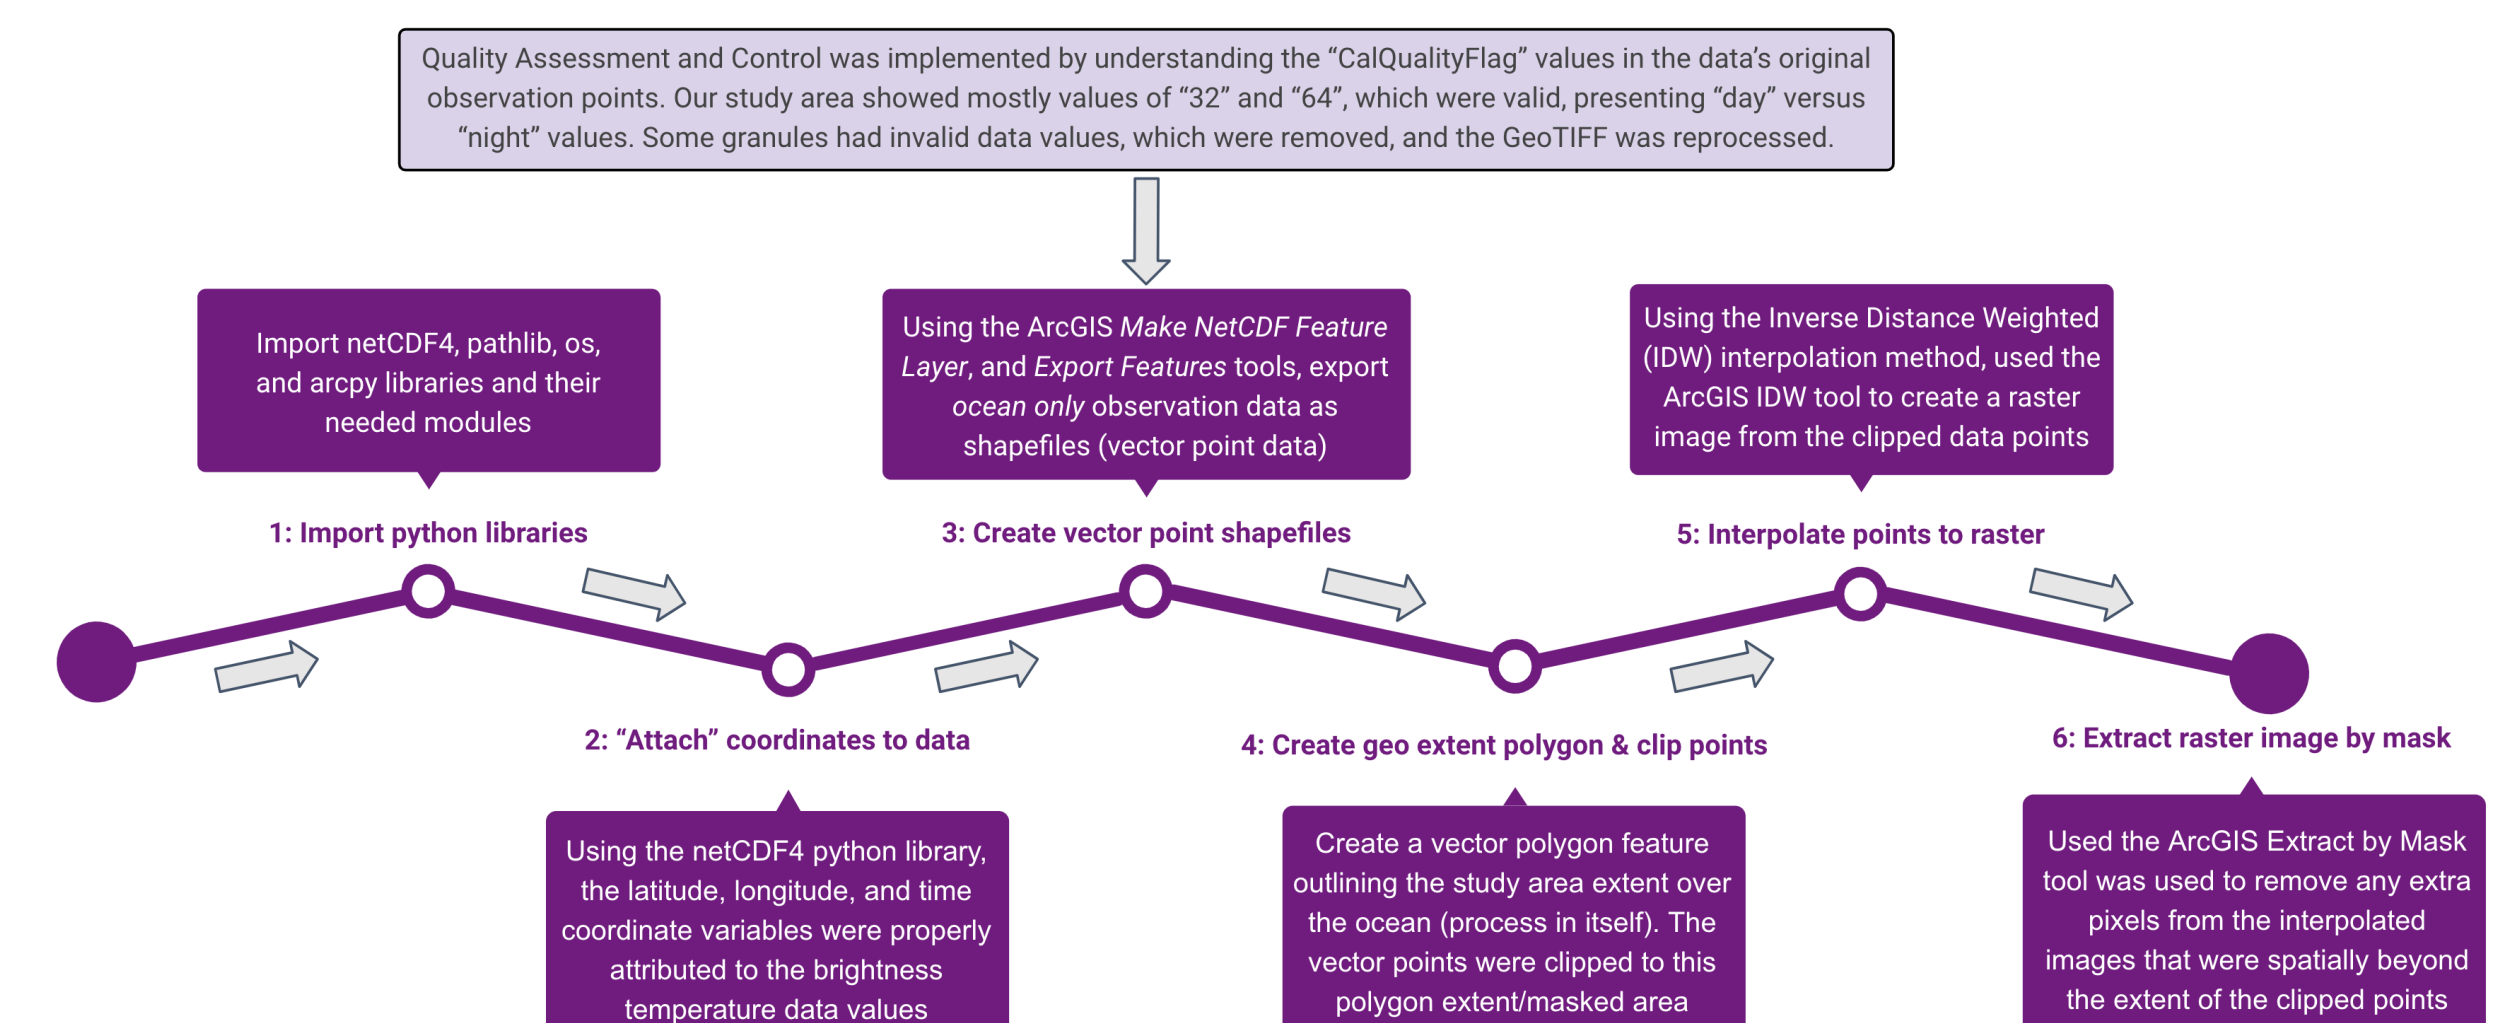 Quality Assessment and Control was implemented by understanding the “CalQualityFlag” values in the data’s original
observation points. Our study area showed mostly values of “32” and “64”, which were valid, presenting “day” versus
“night” values. Some granules had invalid data values, which were removed, and the GeoTIFF was reprocessed.
Import netCDF4, pathlib, os,
and arcpy libraries and their
needed modules
1: Import python libraries
2: “Attach” coordinates to data
Using the netCDF4 python library,
the latitude, longitude, and time
coordinate variables were properly
attributed to the brightness
temperature data values
Using the ArcGIS Make NetCDF Feature
Layer, and Export Features tools, export
ocean only observation data as
shapefiles (vector point data)
3: Create vector point shapefiles
4: Create geo extent polygon & clip points
Create a vector polygon feature
outlining the study area extent over
the ocean (process in itself). The
vector points were clipped to this
polygon extent/masked area
Using the Inverse Distance Weighted
(IDW) interpolation method, used the
ArcGIS IDW tool to create a raster
image from the clipped data points
5: Interpolate points to raster
6: Extract raster image by mask
Used the ArcGIS Extract by Mask
tool was used to remove any extra
pixels from the interpolated
images that were spatially beyond
the extent of the clipped points